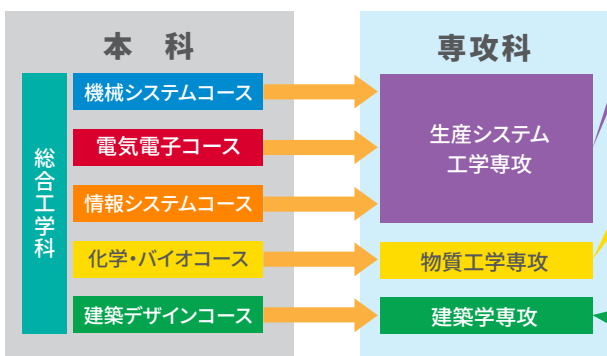 本 科
総合工学科
機械システムコース
電気電子コース
情報システムコース
化学・バイオコース
建築デザインコース
専攻科
生産システム
工学専攻
物質工学専攻
建築学専攻